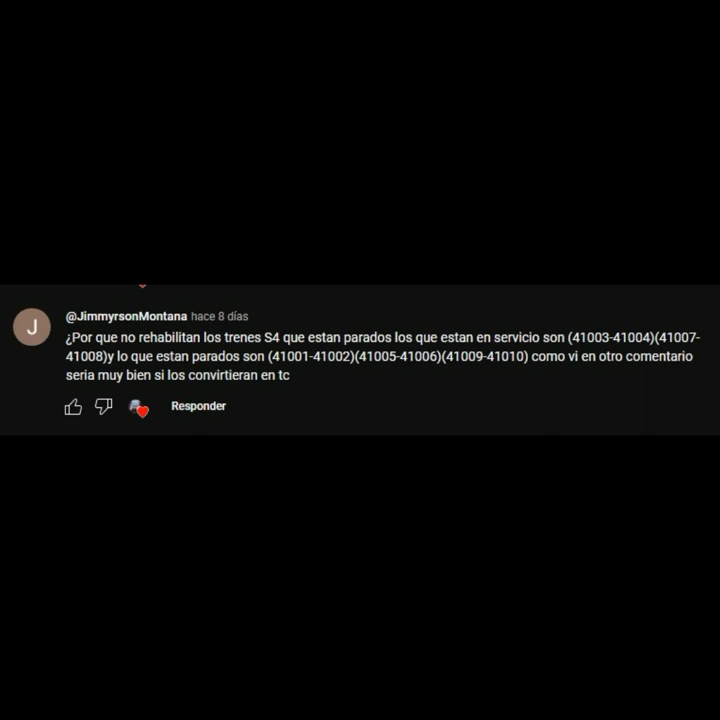 J
@JimmyrsonMontana hace 8 días
¿Por que no rehabilitan los trenes S4 que estan parados los que estan en servicio son (41003-41004)(41007-
41008)y lo que estan parados son (41001-41002)(41005-41006)(41009-41010) como vi en otro comentario
seria muy bien si los convirtieran en tc
Responder